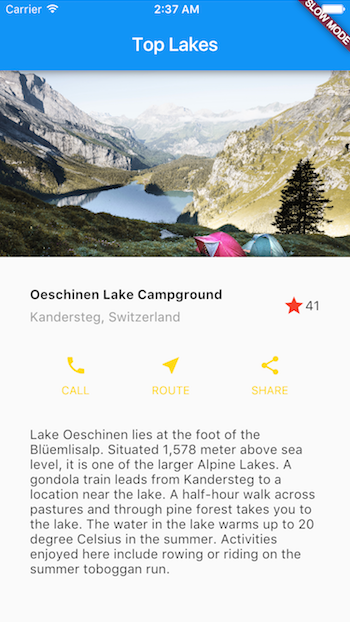 Carrier 2:37 AM
SLOW MODE
Top Lakes
Oeschinen Lake Campground
Kandersteg, Switzerland
41
CALL ROUTE SHARE
Lake Oeschinen lies at the foot of the
Blüemlisalp. Situated 1,578 meter above sea
level, it is one of the larger Alpine Lakes. A
gondola train leads from Kandersteg to a
location near the lake. A half-hour walk across
pastures and through pine forest takes you to
the lake. The water in the lake warms up to 20
degree Celsius in the summer. Activities
enjoyed here include rowing or riding on the
summer toboggan run.